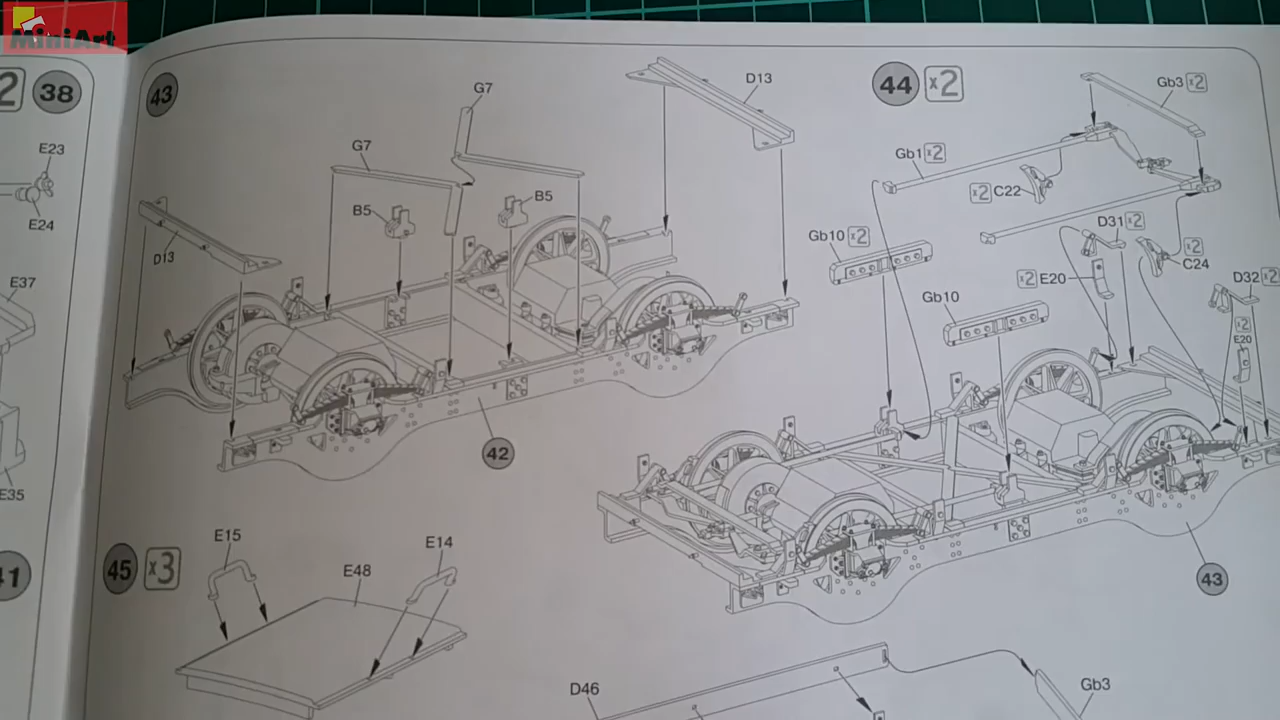 MiniArt
2
38
E23
E24
E37
E35
41
43
G7
D13
G7
B5
B5
D13
42
44
x2
Gb3 x2
Gb1 x2
x2 C22
D31 x2
Gb10 x2
x2
C24
x2 E20
D32 x2
Gb10
x2
E20
43
45
x3
E15
E14
E48
D46
Gb3